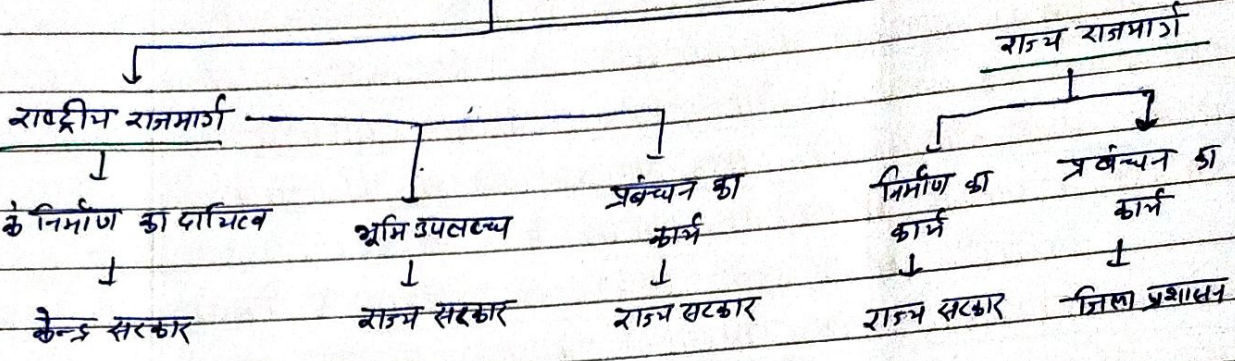 राज्य राजमार्ग
राष्ट्रीय राजमार्ग
के निर्माण का दायित्व
भूमि उपलब्ध
प्रबंधन का
कार्य
निर्माण का
कार्य
प्रबंधन का
कार्य
केन्द्र सरकार
राज्य सरकार
राज्य सरकार
राज्य सरकार
जिला प्रशासन